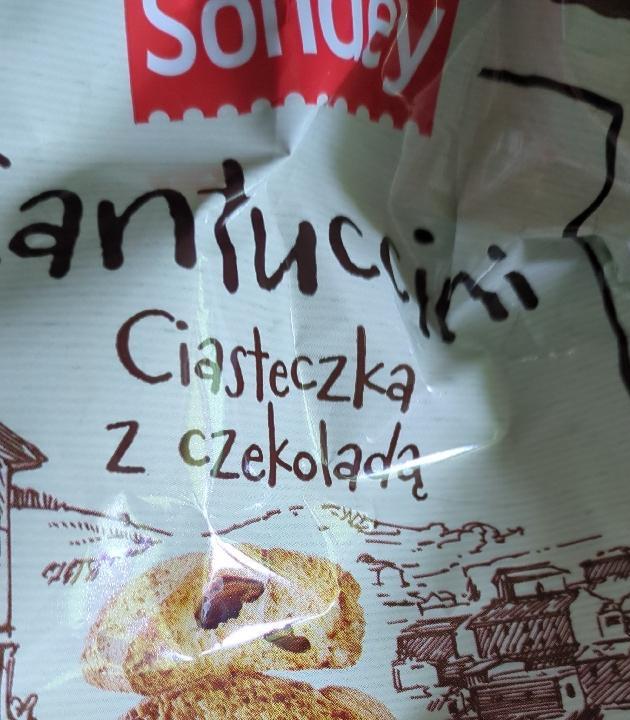 Sondey
antuccini
Ciasteczka
z czekoladą